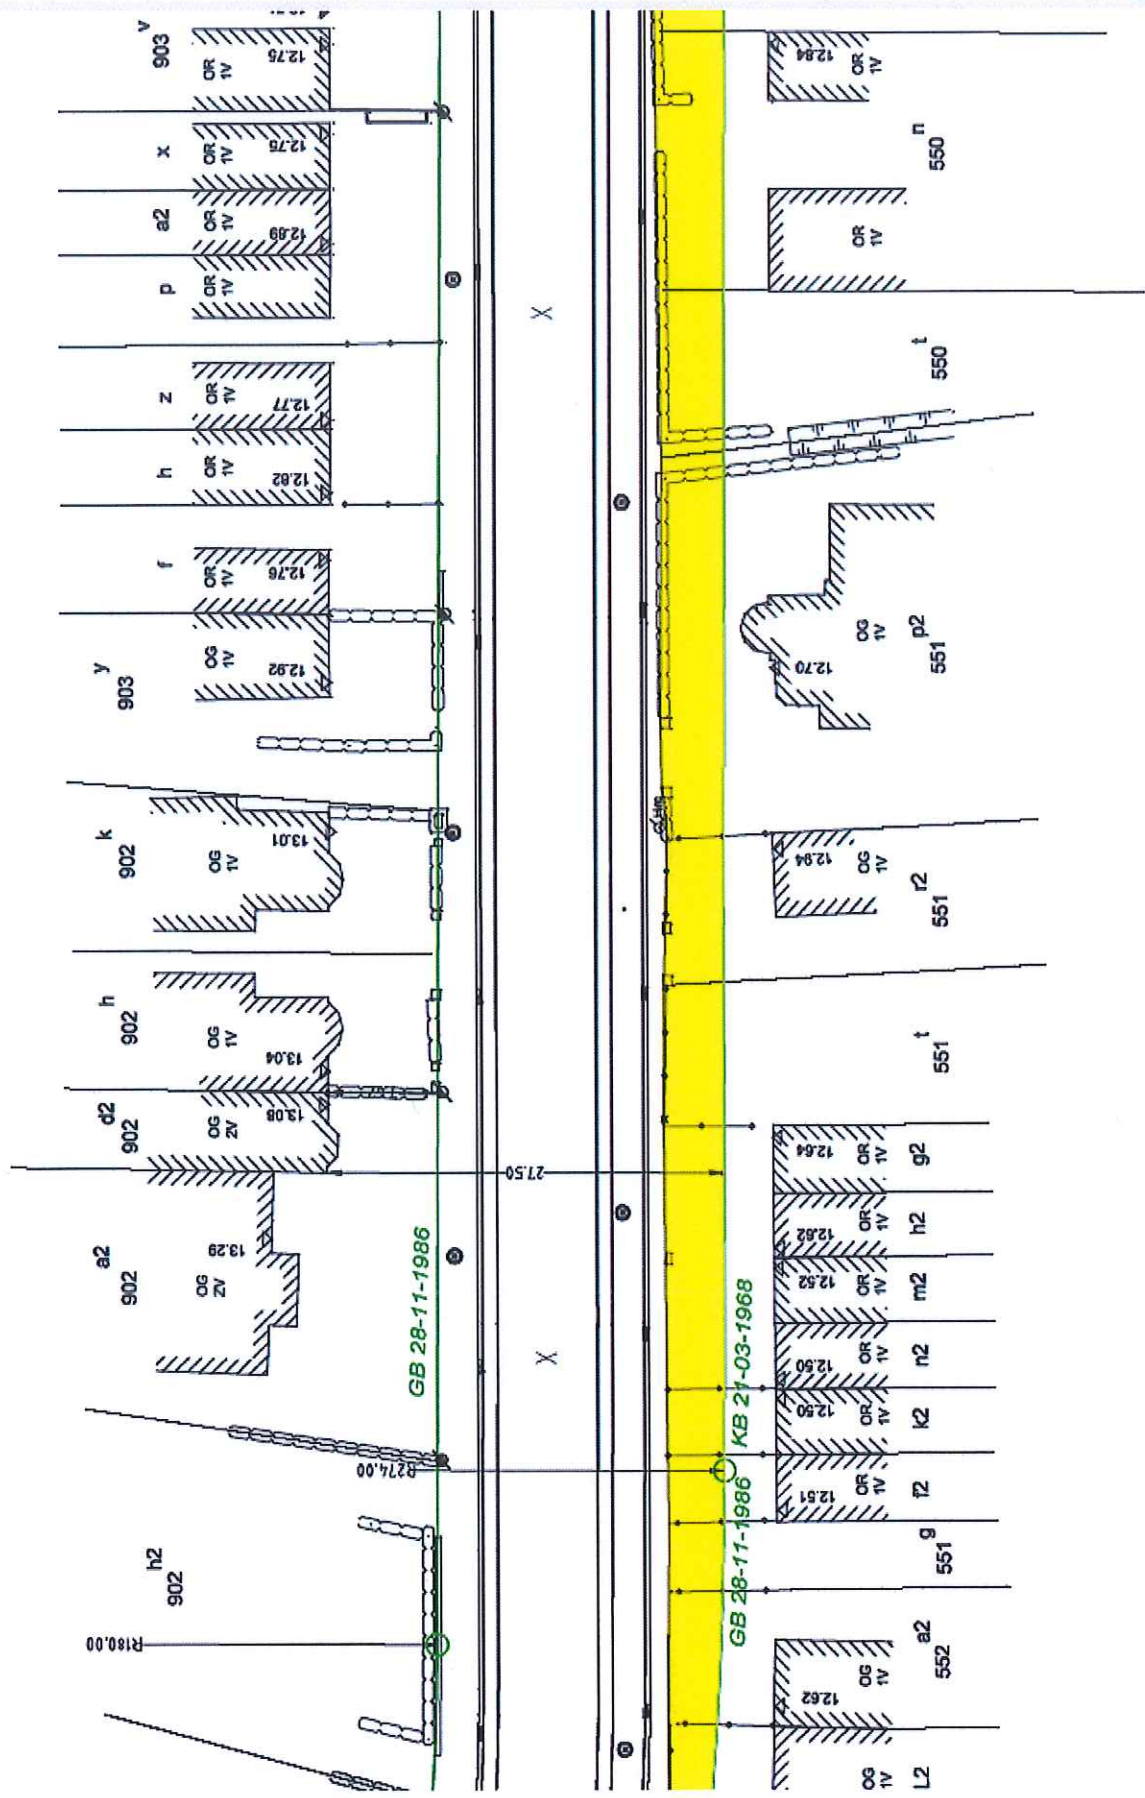 v
903
12.75
OR
1V
x
12.75
OR
1V
a2
12.69
OR
1V
p
OR
1V
z
12.77
OR
1V
h
12.82
OR
1V
f
12.76
OR
1V
y
903
12.92
OG
1V
k
902
13.01
OG
1V
h
902
13.04
OG
1V
d2
902
13.08
OG
2V
a2
902
13.29
OG
2V
h2
902
R180.00
R274.00
27.50
GB 28-11-1986
X
X
KB 21-03-1968
GB 28-11-1986
12.84
OR
1V
n
550
OR
1V
t
550
12.70
OG
1V
p2
551
12.94
OG
1V
r2
551
t
551
12.64
OR
1V
g2
12.62
OR
1V
h2
12.52
OR
1V
m2
12.50
OR
1V
n2
12.50
OR
1V
k2
12.51
OR
1V
f2
g
551
a2
552
12.62
OG
1V
OG
1V
L2